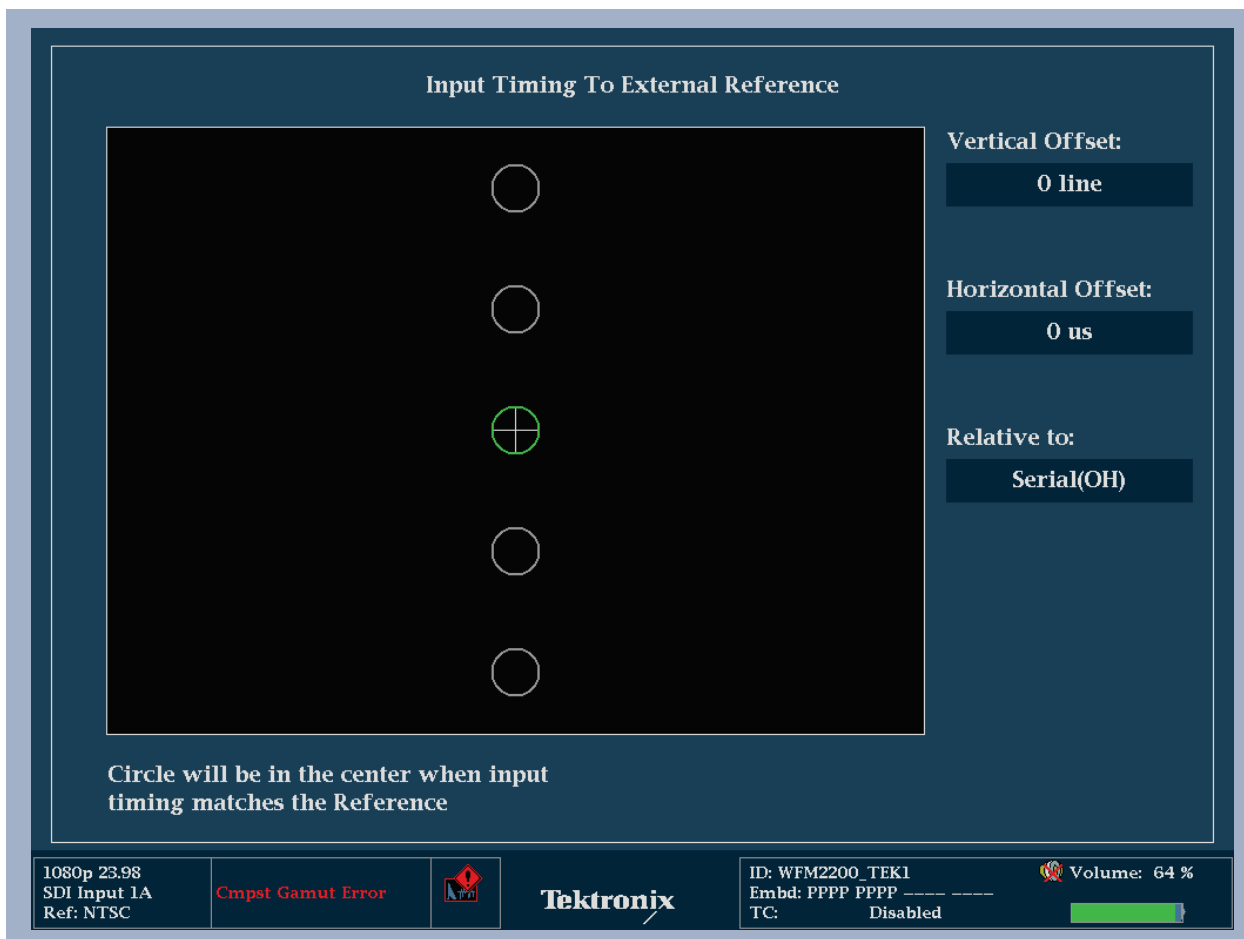 Input Timing To External Reference
Vertical Offset:
0 line
Horizontal Offset:
0 us
Relative to:
Serial(OH)
Circle will be in the center when input
timing matches the Reference
1080p 23.98
SDI Input 1A
Ref: NTSC
Cmpst Gamut Error
Tektronix
ID: WFM2200_TEK1
Embd: PPPP PPPP ---- ----
TC: Disabled
Volume: 64 %